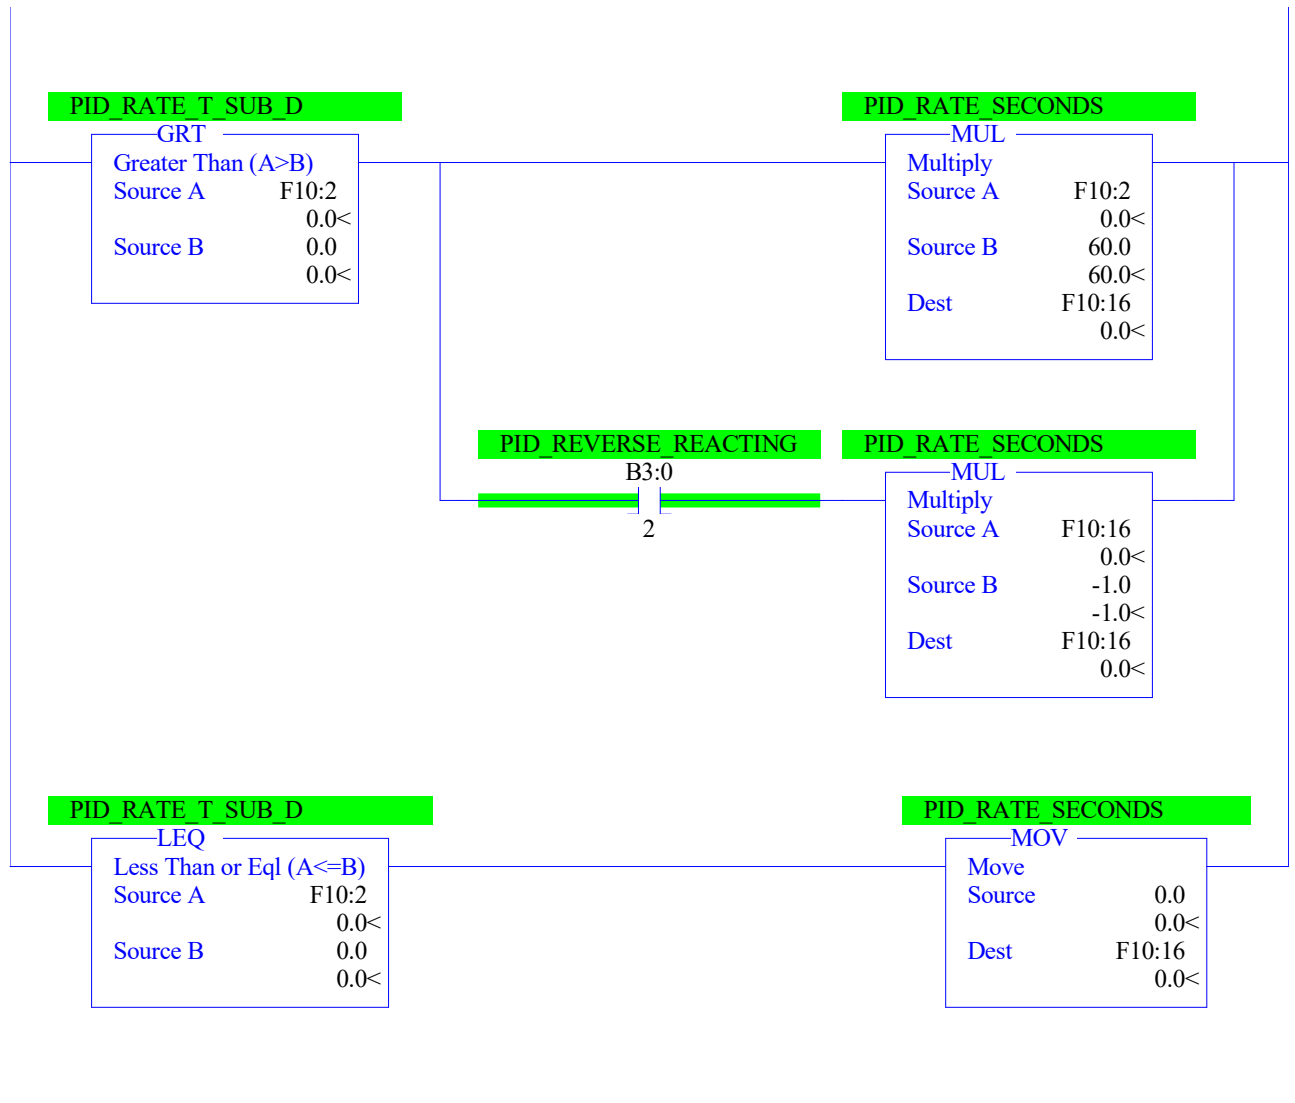 PID_RATE_T_SUB_D
GRT
Greater Than (A>B)
Source A F10:2
0.0<
Source B 0.0
0.0<
PID_RATE_SECONDS
MUL
Multiply
Source A F10:2
0.0<
Source B 60.0
60.0<
Dest F10:16
0.0<
PID_REVERSE_REACTING
B3:0
2
PID_RATE_SECONDS
MUL
Multiply
Source A F10:16
0.0<
Source B -1.0
-1.0<
Dest F10:16
0.0<
PID_RATE_T_SUB_D
LEQ
Less Than or Eql (A<=B)
Source A F10:2
0.0<
Source B 0.0
0.0<
PID_RATE_SECONDS
MOV
Move
Source 0.0
0.0<
Dest F10:16
0.0<